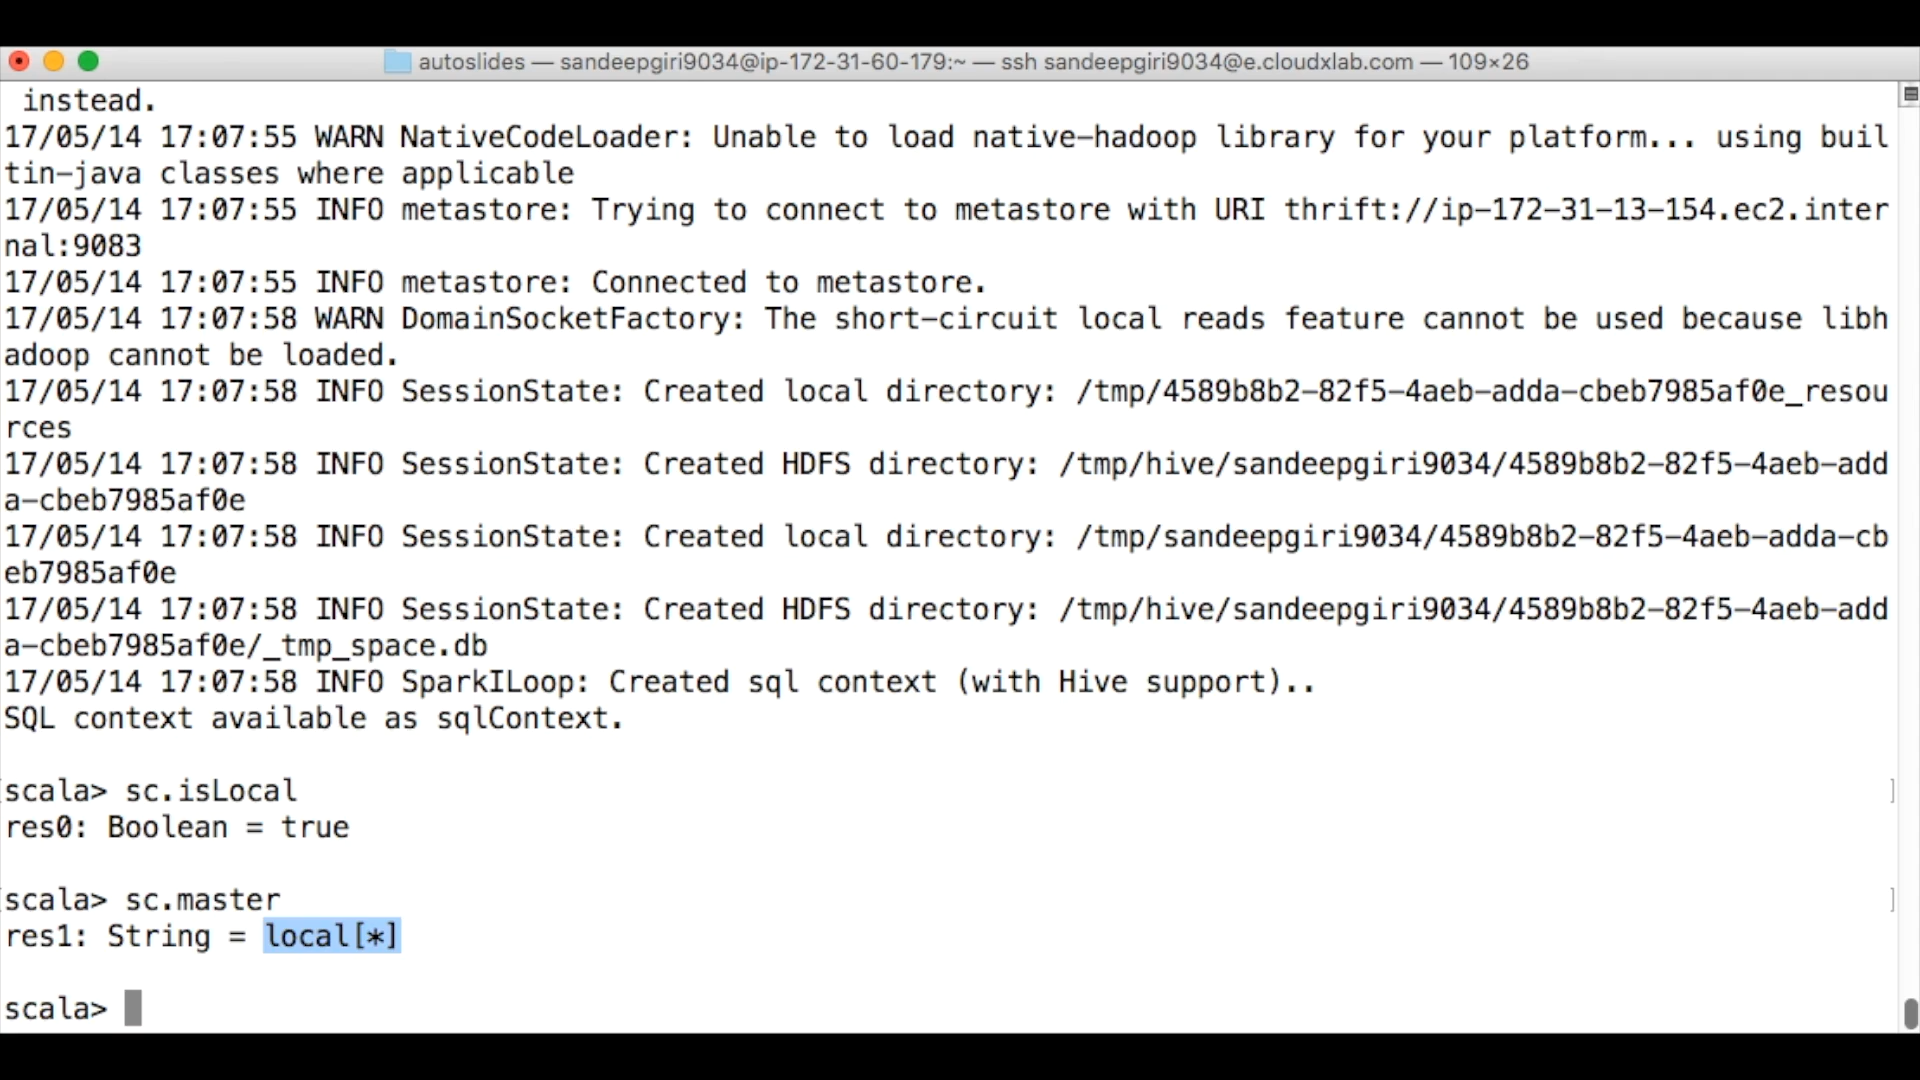 autoslides — sandeepgiri9034@ip-172-31-60-179:~ — ssh sandeepgiri9034@e.cloudxlab.com — 109×26
instead.
17/05/14 17:07:55 WARN NativeCodeLoader: Unable to load native-hadoop library for your platform... using buil
tin-java classes where applicable
17/05/14 17:07:55 INFO metastore: Trying to connect to metastore with URI thrift://ip-172-31-13-154.ec2.inter
nal:9083
17/05/14 17:07:55 INFO metastore: Connected to metastore.
17/05/14 17:07:58 WARN DomainSocketFactory: The short-circuit local reads feature cannot be used because libh
adoop cannot be loaded.
17/05/14 17:07:58 INFO SessionState: Created local directory: /tmp/4589b8b2-82f5-4aeb-adda-cbeb7985af0e_resou
rces
17/05/14 17:07:58 INFO SessionState: Created HDFS directory: /tmp/hive/sandeepgiri9034/4589b8b2-82f5-4aeb-add
a-cbeb7985af0e
17/05/14 17:07:58 INFO SessionState: Created local directory: /tmp/sandeepgiri9034/4589b8b2-82f5-4aeb-adda-cb
eb7985af0e
17/05/14 17:07:58 INFO SessionState: Created HDFS directory: /tmp/hive/sandeepgiri9034/4589b8b2-82f5-4aeb-add
a-cbeb7985af0e/_tmp_space.db
17/05/14 17:07:58 INFO SparkILoop: Created sql context (with Hive support)..
SQL context available as sqlContext.
[scala> sc.isLocal ]
res0: Boolean = true
[scala> sc.master ]
res1: String = local[*]
scala>